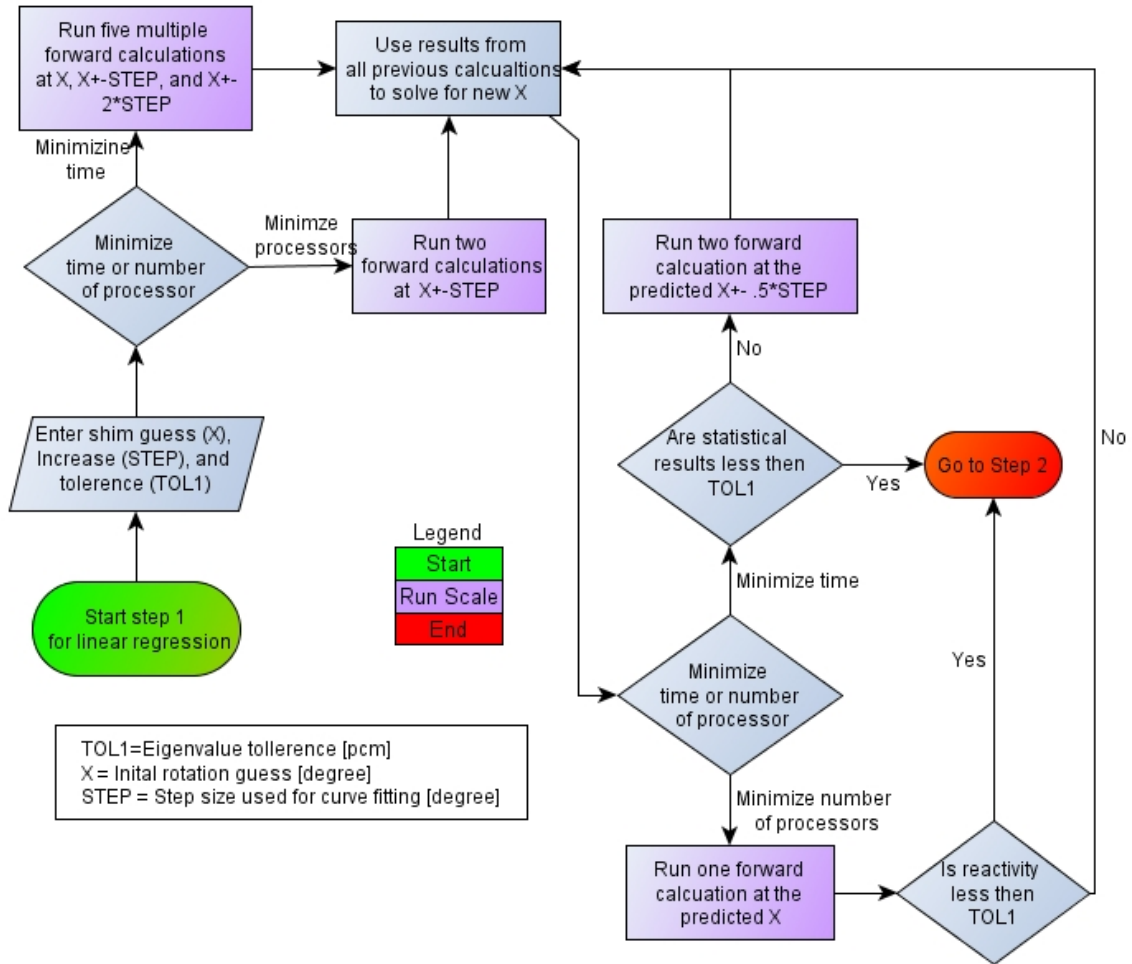 Run five multiple
forward calculations
at X, X+-STEP, and X+-
2*STEP
Use results from
all previous calcualtions
to solve for new X
Minimizine
time
Minimize
time or number
of processor
Minimze
processors
Run two
forward calculations
at X+-STEP
Run two forward
calcuation at the
predicted X+- .5*STEP
No
Enter shim guess (X),
Increase (STEP), and
tolerence (TOL1)
Are statistical
results less then
TOL1
Yes
Go to Step 2
No
Start step 1
for linear regression
Legend
Start
Run Scale
End
Minimize time
Minimize
time or number
of processor
Yes
TOL1=Eigenvalue tollerence [pcm]
X = Inital rotation guess [degree]
STEP = Step size used for curve fitting [degree]
Minimize number
of processors
Run one forward
calcuation at the
predicted X
Is reactivity
less then
TOL1